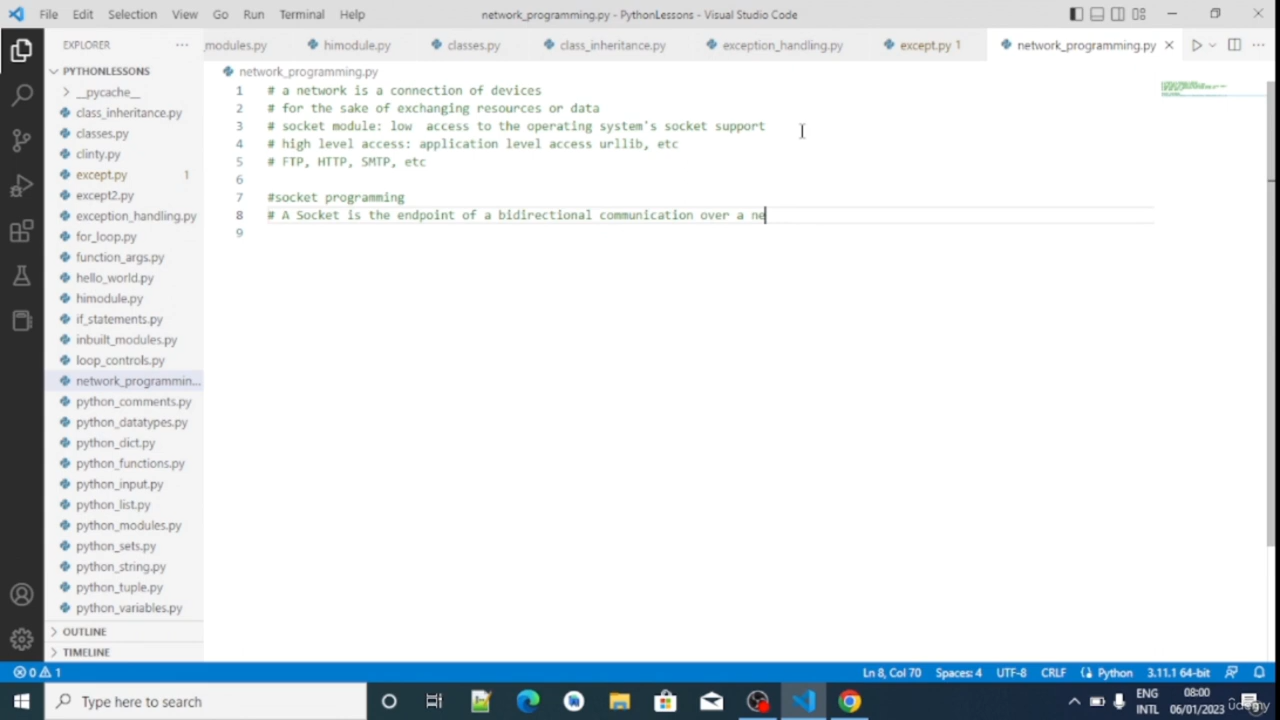 File Edit Selection View Go Run Terminal Help
network_programming.py - PythonLessons - Visual Studio Code
EXPLORER
_modules.py
himodule.py
classes.py
class_inheritance.py
exception_handling.py
except.py 1
network_programming.py
PYTHONLESSONS
network_programming.py
__pycache__
class_inheritance.py
classes.py
clinty.py
except.py 1
except2.py
exception_handling.py
for_loop.py
function_args.py
hello_world.py
himodule.py
if_statements.py
inbuilt_modules.py
loop_controls.py
network_programmin...
python_comments.py
python_datatypes.py
python_dict.py
python_functions.py
python_input.py
python_list.py
python_modules.py
python_sets.py
python_string.py
python_tuple.py
python_variables.py
OUTLINE
TIMELINE
1 # a network is a connection of devices
2 # for the sake of exchanging resources or data
3 # socket module: low  access to the operating system's socket support
4 # high level access: application level access urllib, etc
5 # FTP, HTTP, SMTP, etc
6
7 #socket programming
8 # A Socket is the endpoint of a bidirectional communication over a ne
9
0 1
Ln 8, Col 70 Spaces: 4 UTF-8 CRLF Python 3.11.1 64-bit
Type here to search
ENG
INTL
08:00
06/01/2023
udemy